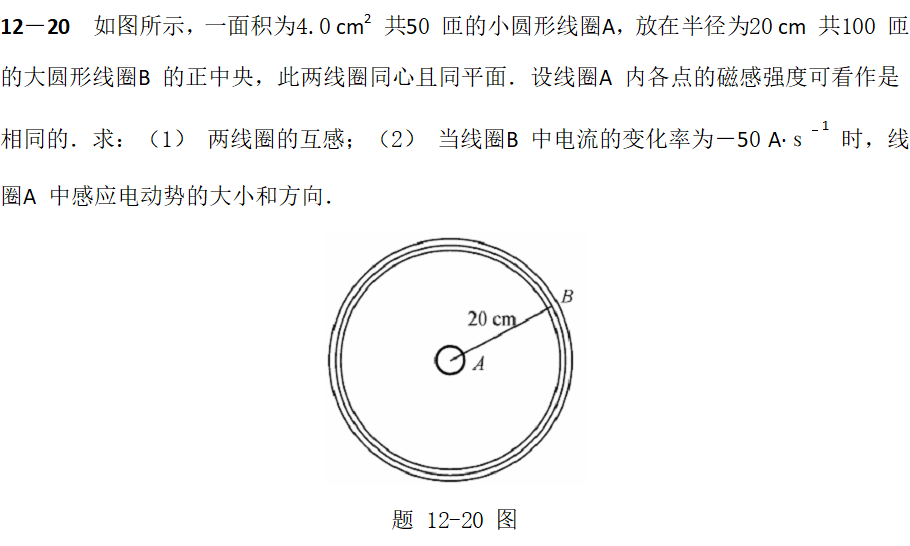 12－20 如图所示，一面积为4.0 cm² 共50 匝的小圆形线圈A，放在半径为20 cm 共100 匝
的大圆形线圈B 的正中央，此两线圈同心且同平面．设线圈A 内各点的磁感强度可看作是
相同的．求：（1） 两线圈的互感；（2） 当线圈B 中电流的变化率为－50 A·ｓ⁻¹ 时，线
圈A 中感应电动势的大小和方向．
B
20 cm
A
题 12-20 图